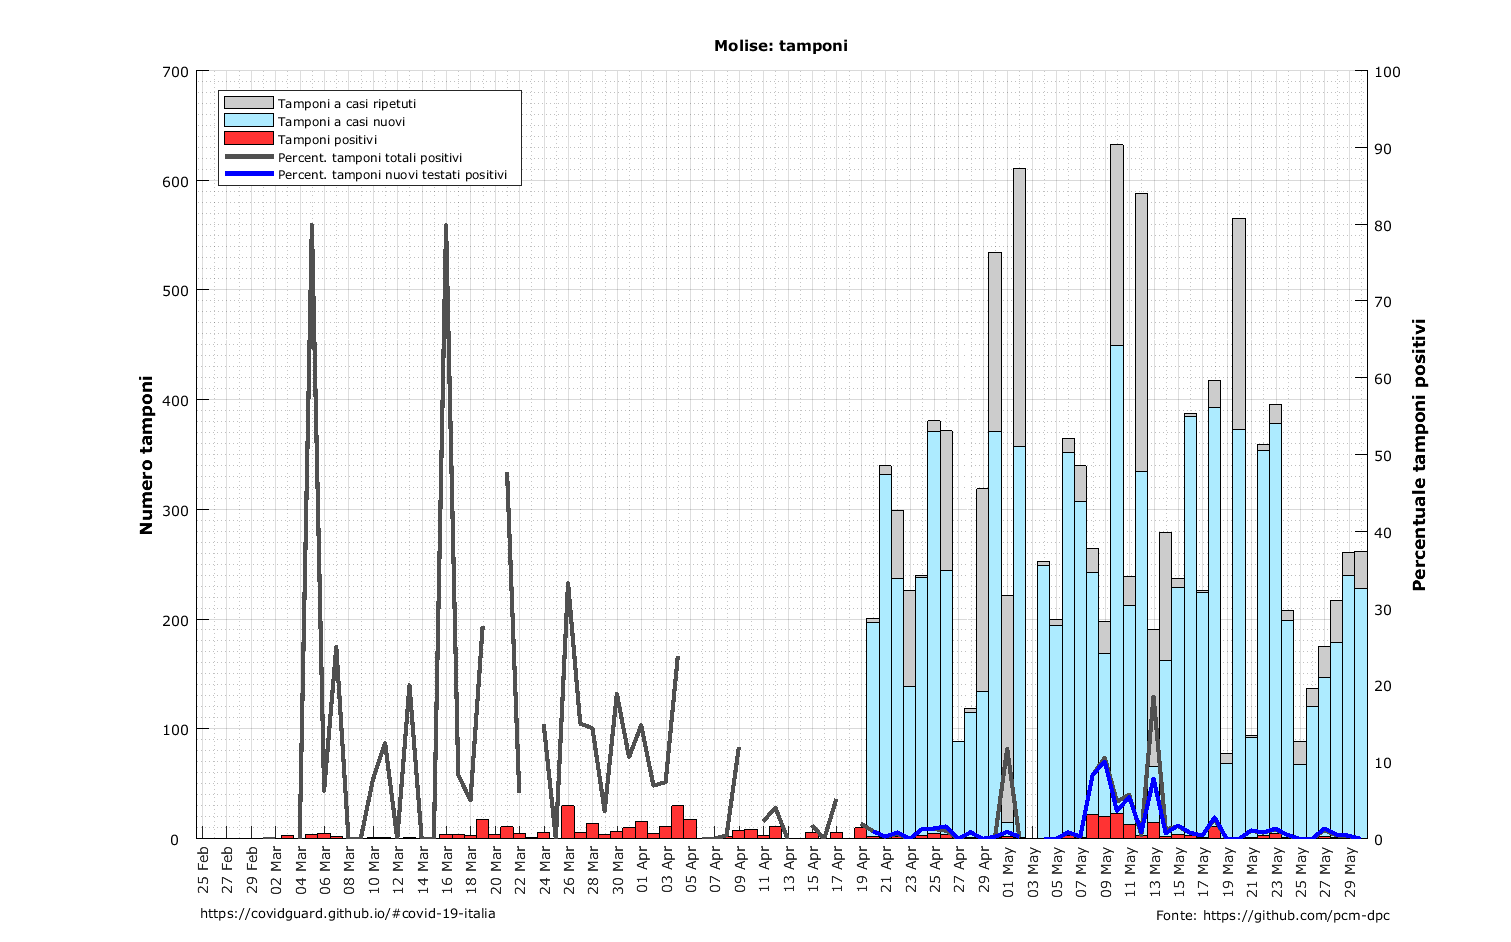 Molise: tamponi
700
600
500
400
300
200
100
0
Numero tamponi
100
90
80
70
60
50
40
30
20
10
0
Percentuale tamponi positivi
Tamponi a casi ripetuti
Tamponi a casi nuovi
Tamponi positivi
Percent. tamponi totali positivi
Percent. tamponi nuovi testati positivi
25 Feb
27 Feb
29 Feb
02 Mar
04 Mar
06 Mar
08 Mar
10 Mar
12 Mar
14 Mar
16 Mar
18 Mar
20 Mar
22 Mar
24 Mar
26 Mar
28 Mar
30 Mar
01 Apr
03 Apr
05 Apr
07 Apr
09 Apr
11 Apr
13 Apr
15 Apr
17 Apr
19 Apr
21 Apr
23 Apr
25 Apr
27 Apr
29 Apr
01 May
03 May
05 May
07 May
09 May
11 May
13 May
15 May
17 May
19 May
21 May
23 May
25 May
27 May
29 May
https://covidguard.github.io/#covid-19-italia
Fonte: https://github.com/pcm-dpc